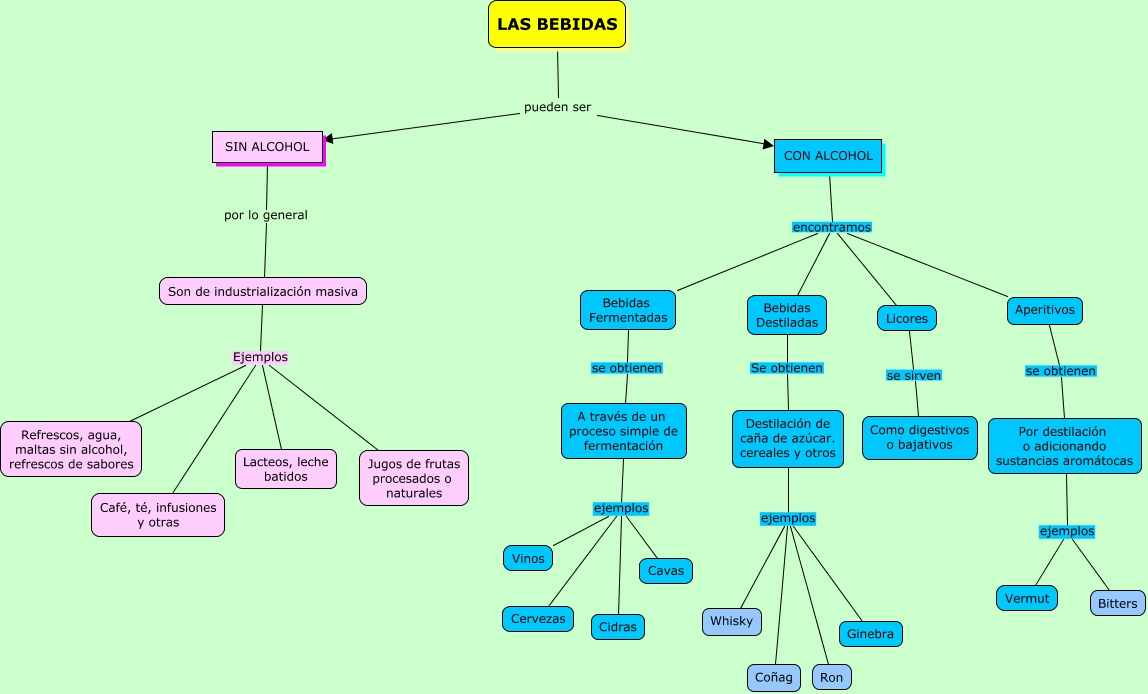 LAS BEBIDAS
pueden ser
SIN ALCOHOL
por lo general
Son de industrialización masiva
Ejemplos
Refrescos, agua,
maltas sin alcohol,
refrescos de sabores
Café, té, infusiones
y otras
Lacteos, leche
batidos
Jugos de frutas
procesados o
naturales
CON ALCOHOL
encontramos
Bebidas
Fermentadas
se obtienen
A través de un
proceso simple de
fermentación
ejemplos
Vinos
Cervezas
Cidras
Cavas
Bebidas
Destiladas
Se obtienen
Destilación de
caña de azúcar.
cereales y otros
ejemplos
Whisky
Coñag
Ron
Ginebra
Licores
se sirven
Como digestivos
o bajativos
Aperitivos
se obtienen
Por destilación
o adicionando
sustancias aromátocas
ejemplos
Vermut
Bitters